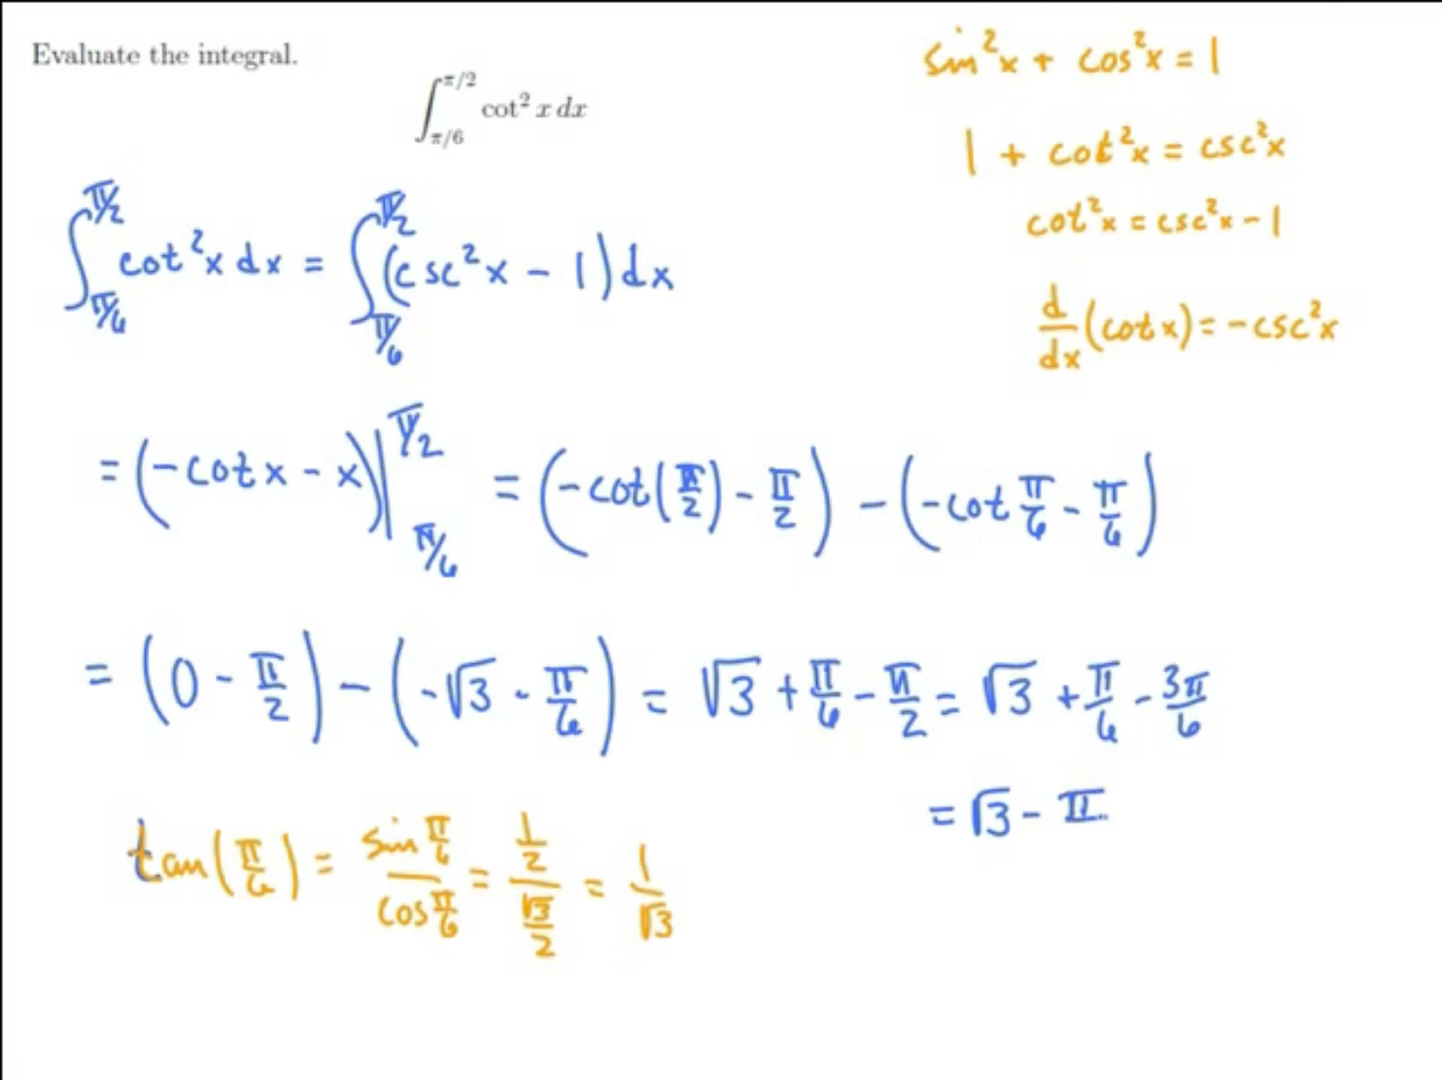 Evaluate the integral.
∫_{π/6}^{π/2} cot² x dx
sin²x + cos²x = 1
1 + cot²x = csc²x
cot²x = csc²x - 1
d/dx (cot x) = -csc²x
∫_{π/6}^{π/2} cot²x dx = ∫_{π/6}^{π/2} (csc²x - 1) dx
= (-cot x - x)|_{π/6}^{π/2} = (-cot(π/2) - π/2) - (-cot π/6 - π/6)
= (0 - π/2) - (-√3 - π/6) = √3 + π/6 - π/2 = √3 + π/6 - 3π/6
= √3 - π
tan(π/6) = sin π/6 / cos π/6 = (1/2)/(√3/2) = 1/√3